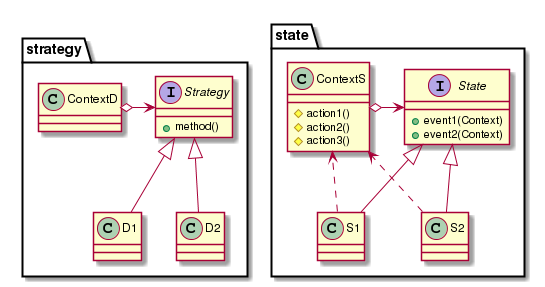 strategy
C ContextD
I Strategy
method()
C D1
C D2
state
C ContextS
action1()
action2()
action3()
I State
event1(Context)
event2(Context)
C S1
C S2